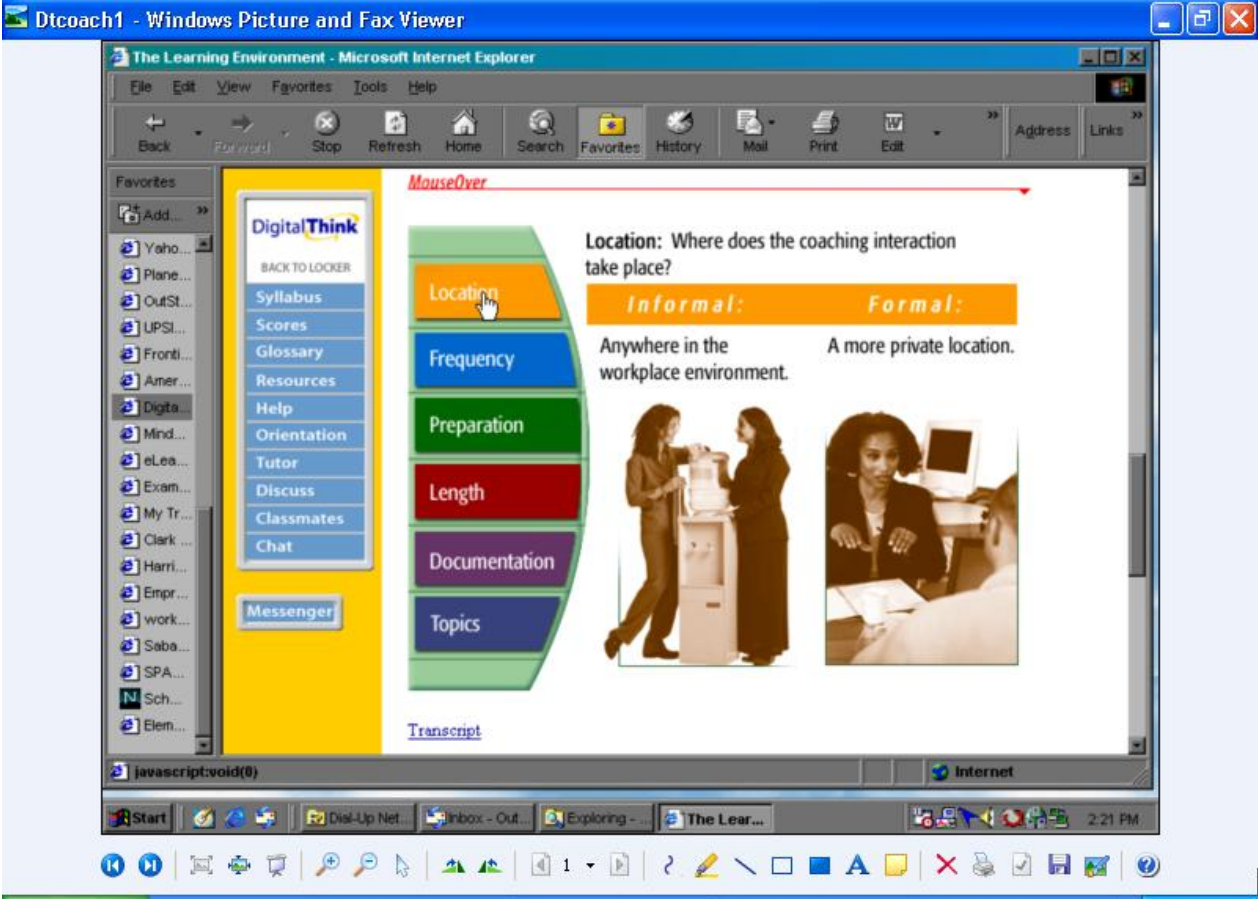 Dtcoach1 - Windows Picture and Fax Viewer
The Learning Environment - Microsoft Internet Explorer
File Edit View Favorites Tools Help
Back Forward Stop Refresh Home Search Favorites History Mail Print Edit » Address Links »
Favorites
Add... »
Yaho...
Plane...
OutSt...
UPSI...
Fronti...
Amer...
Digita...
Mind...
eLea...
Exam...
My Tr...
Clark ...
Harri...
Empr...
work...
Saba...
SPA...
N Sch...
Elem...
DigitalThink
BACK TO LOCKER
Syllabus
Scores
Glossary
Resources
Help
Orientation
Tutor
Discuss
Classmates
Chat
Messenger
MouseOver
Location
Frequency
Preparation
Length
Documentation
Topics
Location: Where does the coaching interaction
take place?
Informal: Formal:
Anywhere in the
workplace environment.
A more private location.
Transcript
javascript:void(0) Internet
Start Dial-Up Net... Inbox - Out... Exploring - ... The Lear... 2:21 PM
1 A